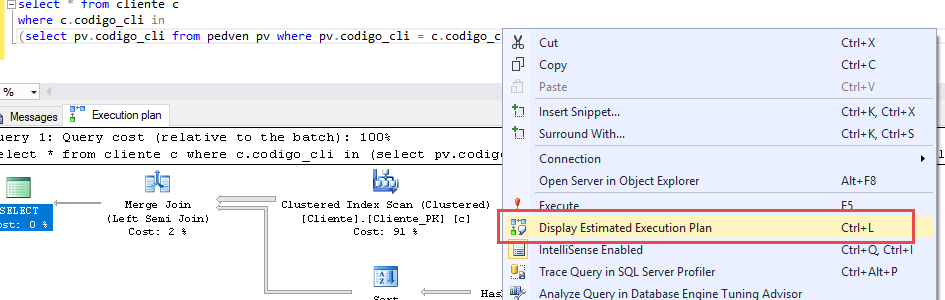 select * from cliente c
where c.codigo_cli in
(select pv.codigo_cli from pedven pv where pv.codigo_cli = c.codigo_c
%
Messages
Execution plan
Query cost (relative to the batch): 100%
* from cliente c where c.codigo_cli in (select pv.codigo
SELECT
Cost: 0 %
Merge Join
(Left Semi Join)
Cost: 2 %
Clustered Index Scan (Clustered)
[Cliente].[Cliente_PK] [c]
Cost: 91 %
Sort
Cut Ctrl+X
Copy Ctrl+C
Paste Ctrl+V
Insert Snippet... Ctrl+K, Ctrl+X
Surround With... Ctrl+K, Ctrl+S
Connection
Open Server in Object Explorer Alt+F8
Execute F5
Display Estimated Execution Plan Ctrl+L
IntelliSense Enabled Ctrl+Q, Ctrl+I
Trace Query in SQL Server Profiler Ctrl+Alt+P
Analyze Query in Database Engine Tuning Advisor